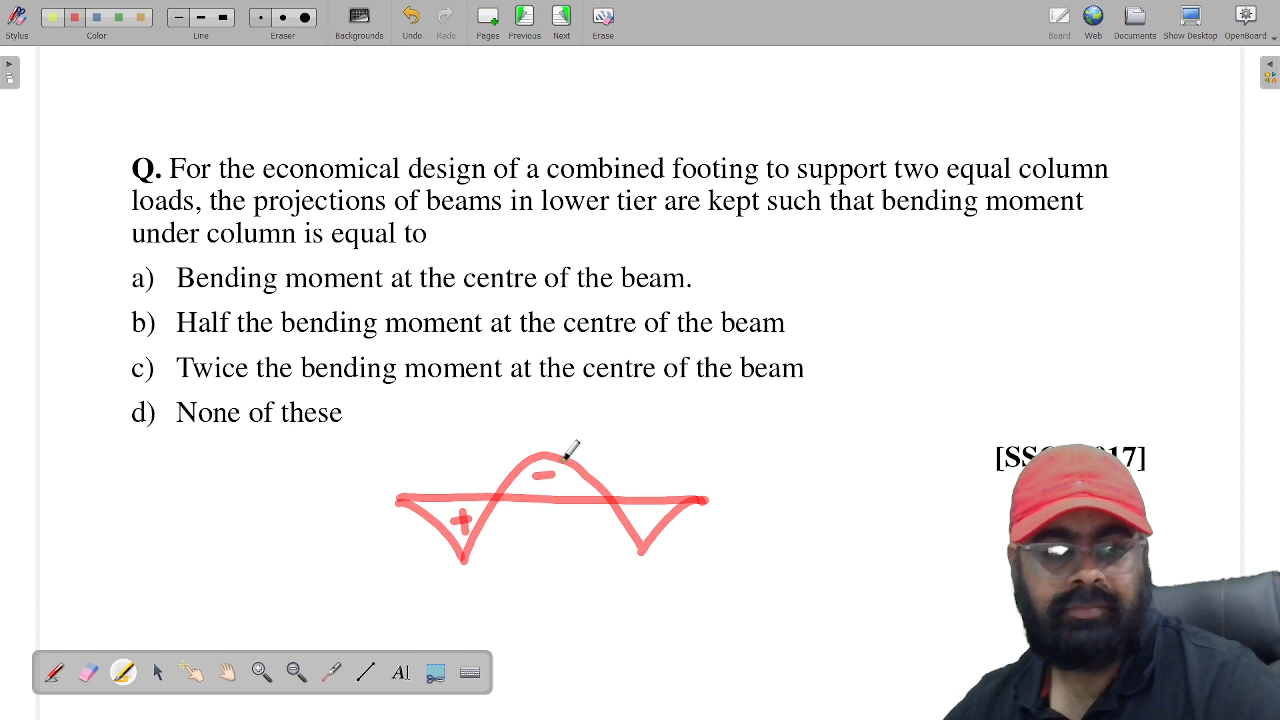 Stylus
Color
Line
Eraser
Backgrounds
Undo
Redo
Pages
Previous
Next
Erase
Board
Web
Documents
Show Desktop
OpenBoard
Q. For the economical design of a combined footing to support two equal column
loads, the projections of beams in lower tier are kept such that bending moment
under column is equal to
a) Bending moment at the centre of the beam.
b) Half the bending moment at the centre of the beam
c) Twice the bending moment at the centre of the beam
d) None of these
17]
+
−
AI